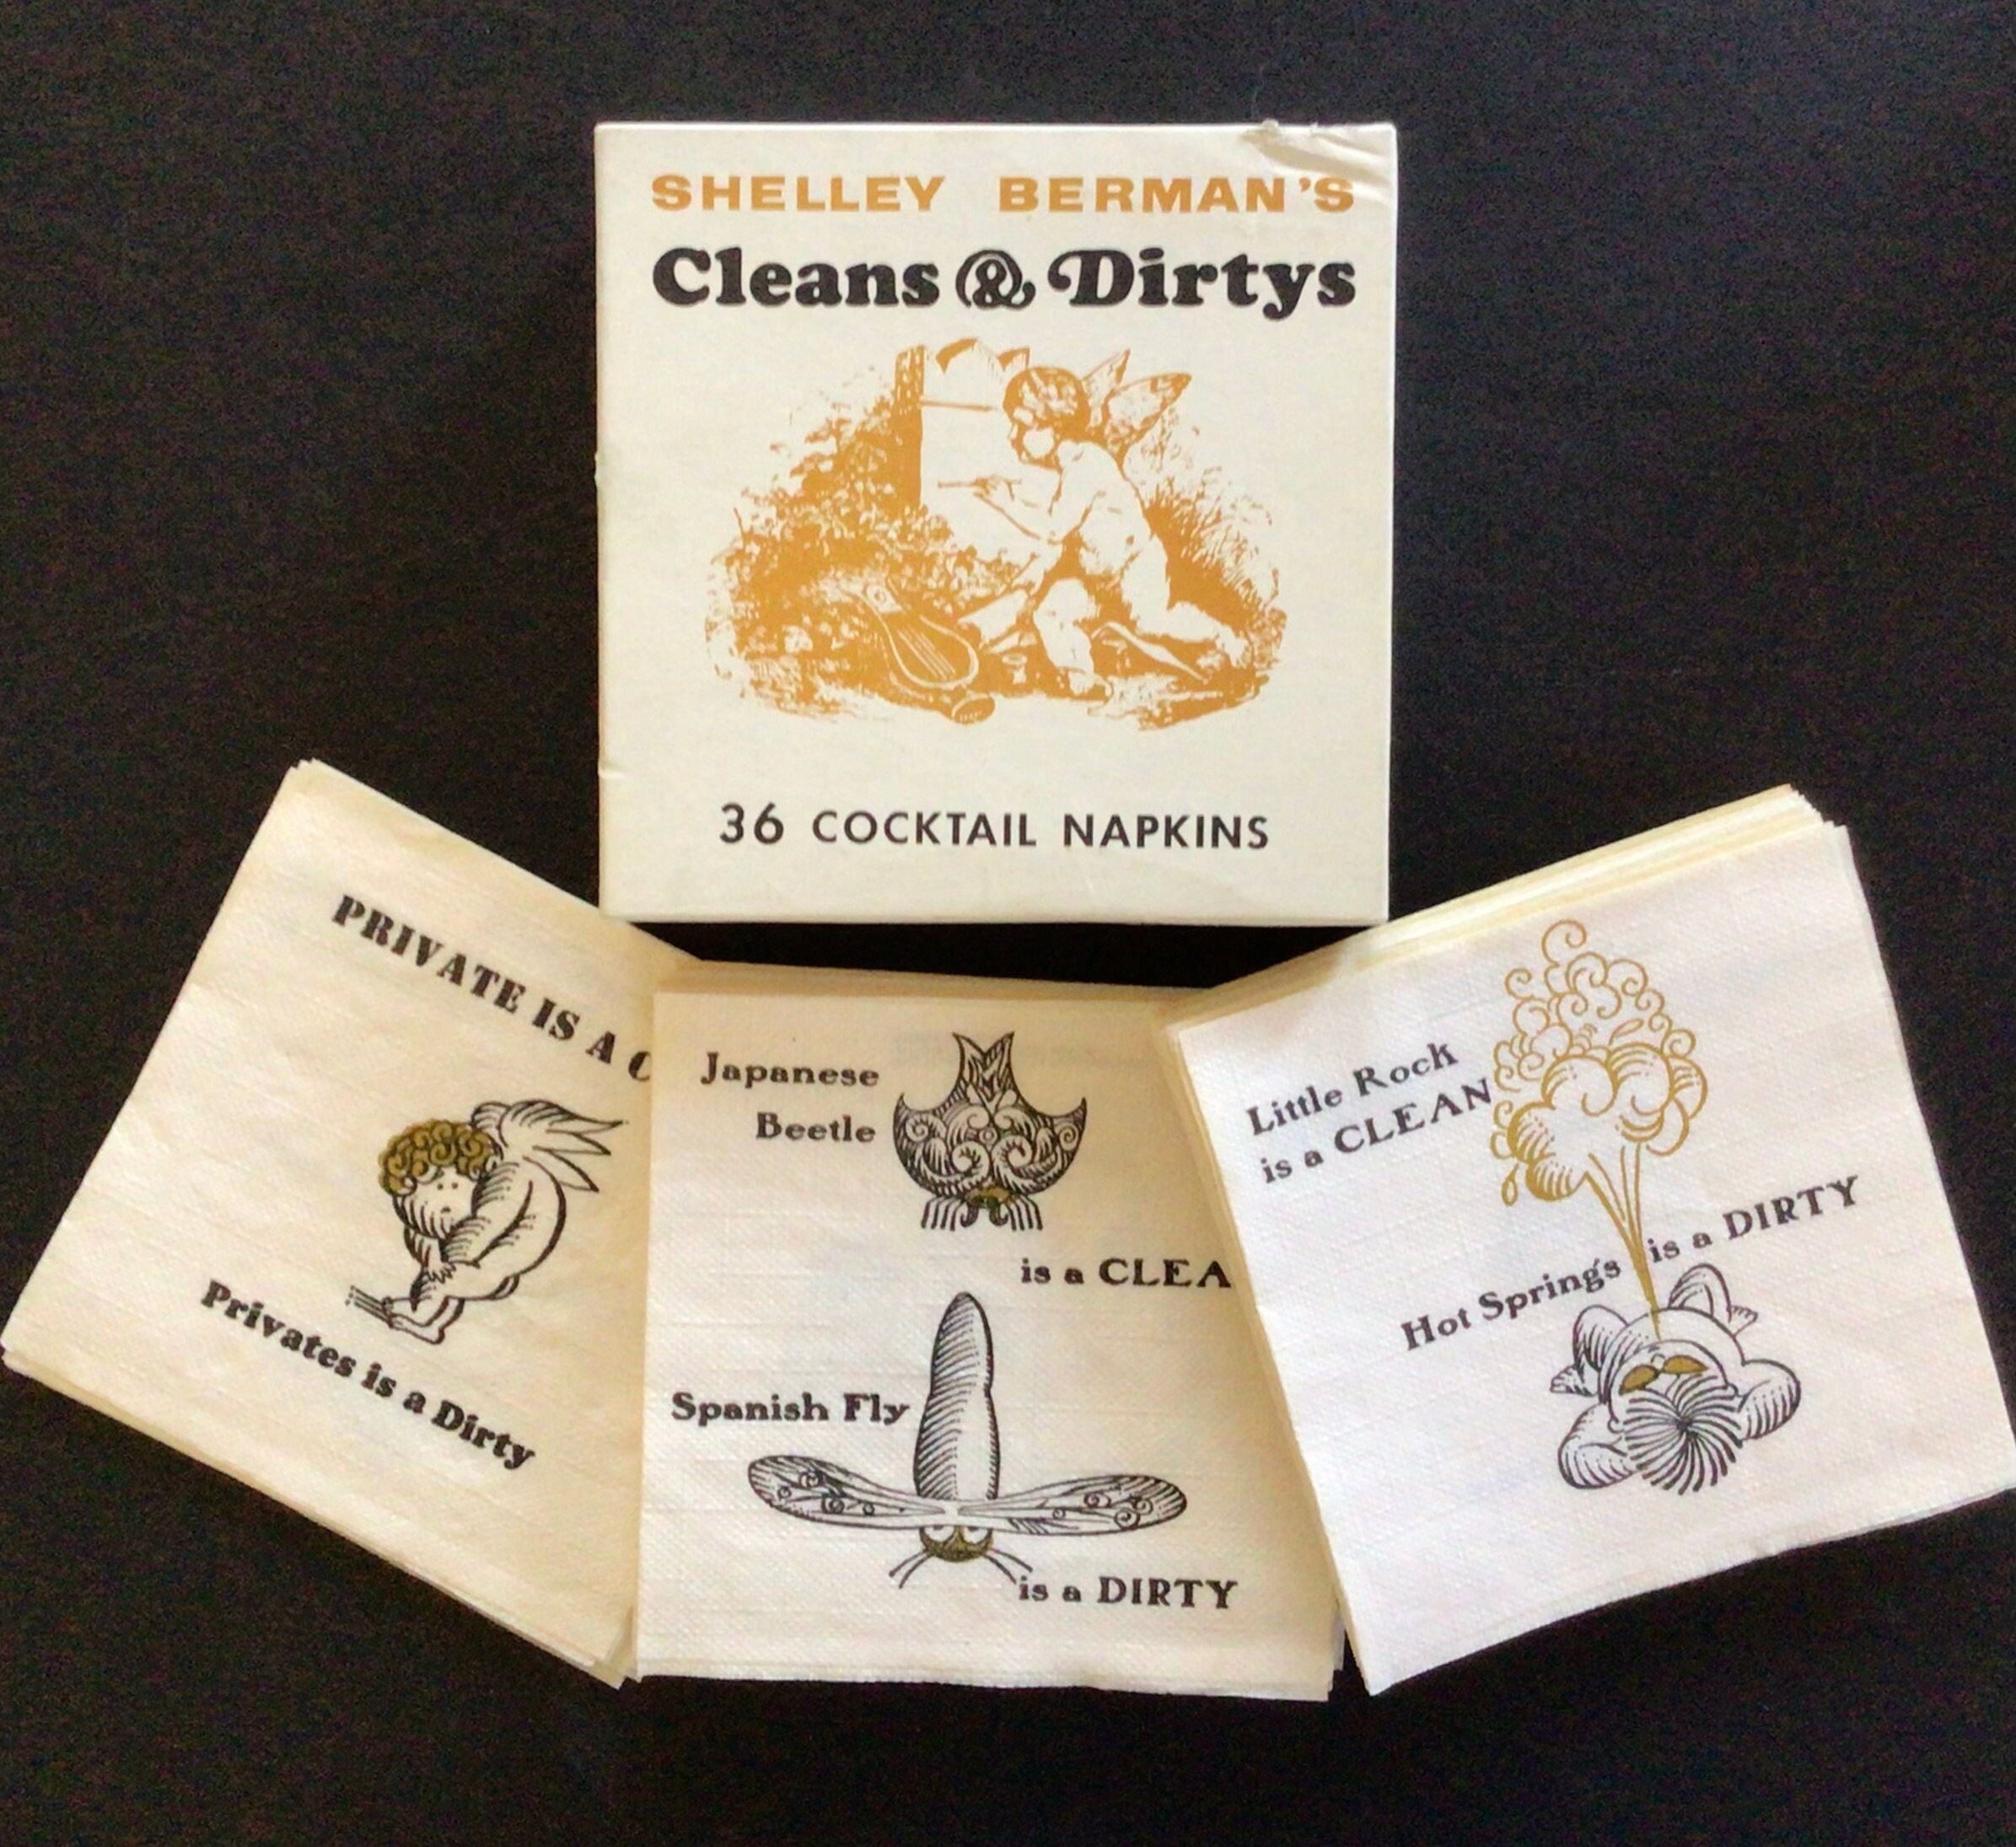 SHELLEY BERMAN'S
Cleans & Dirtys
36 COCKTAIL NAPKINS
PRIVATE IS A C
Privates is a Dirty
Japanese
Beetle
is a CLEA
Spanish Fly
is a DIRTY
Little Rock
is a CLEAN
Hot Springs is a DIRTY